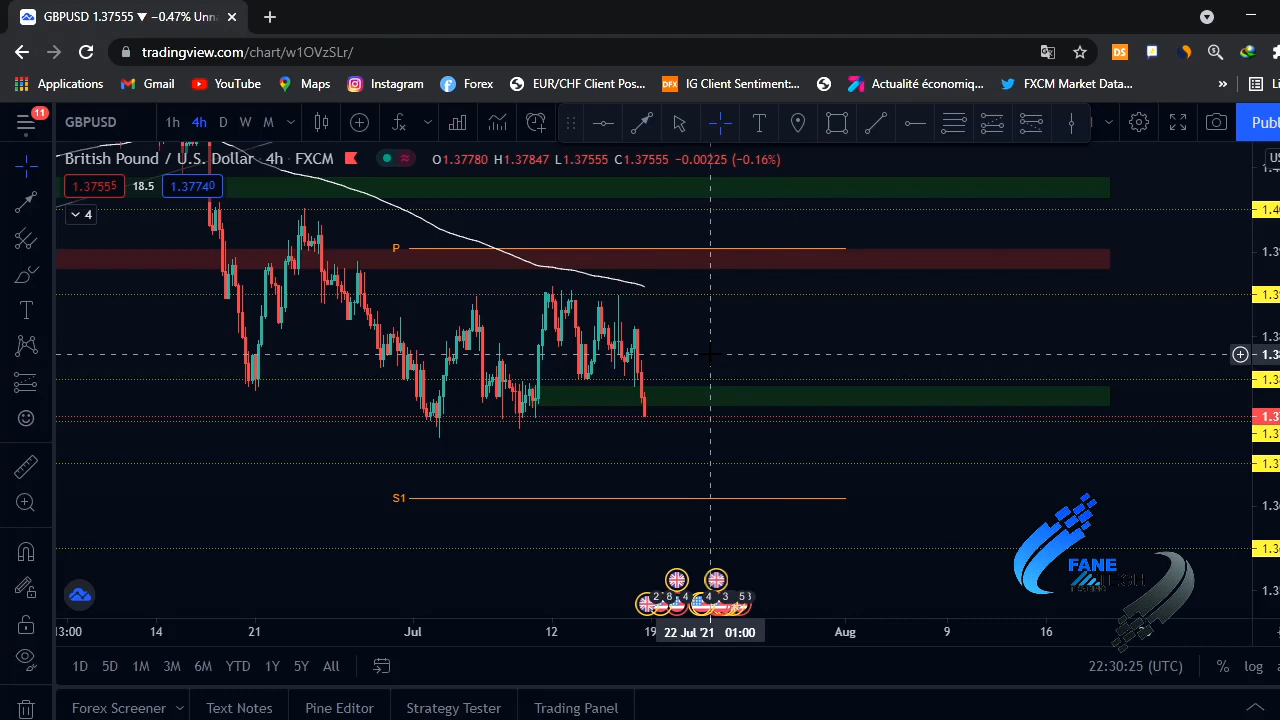 GBPUSD 1.37555 ▼ −0.47% Unna
tradingview.com/chart/w1OVzSLr/
Applications Gmail YouTube Maps Instagram Forex EUR/CHF Client Pos... IG Client Sentiment... Actualité économiq... FXCM Market Data... »
11 GBPUSD 1h 4h D W M Publ
British Pound / U.S. Dollar · 4h · FXCM O1.37780 H1.37847 L1.37555 C1.37555 −0.00225 (−0.16%)
1.37555 18.5 1.37740
4
P
S1
FANE
13:00 14 21 Jul 12 19 22 Jul '21 01:00 Aug 9 16
1D 5D 1M 3M 6M YTD 1Y 5Y All 22:30:25 (UTC) % log
Forex Screener Text Notes Pine Editor Strategy Tester Trading Panel